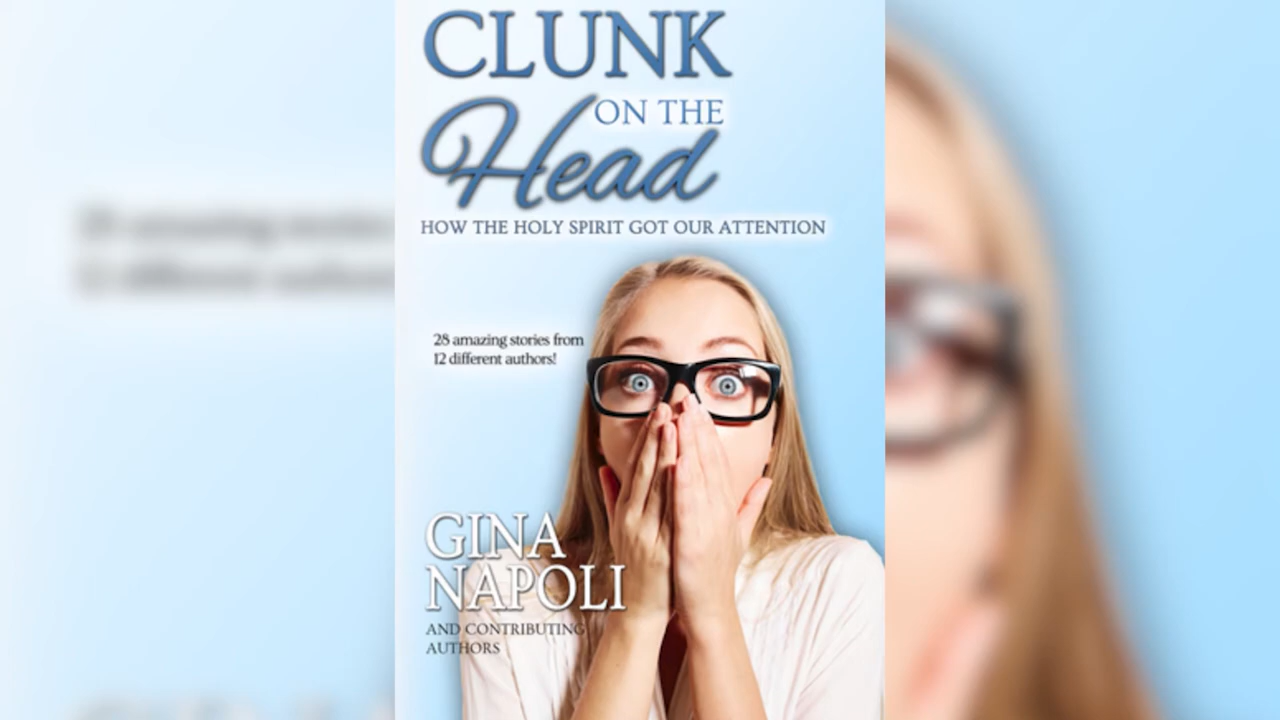 CLUNK
ON THE
Head
HOW THE HOLY SPIRIT GOT OUR ATTENTION
28 amazing stories from
12 different authors!
GINA
NAPOLI
AND CONTRIBUTING
AUTHORS